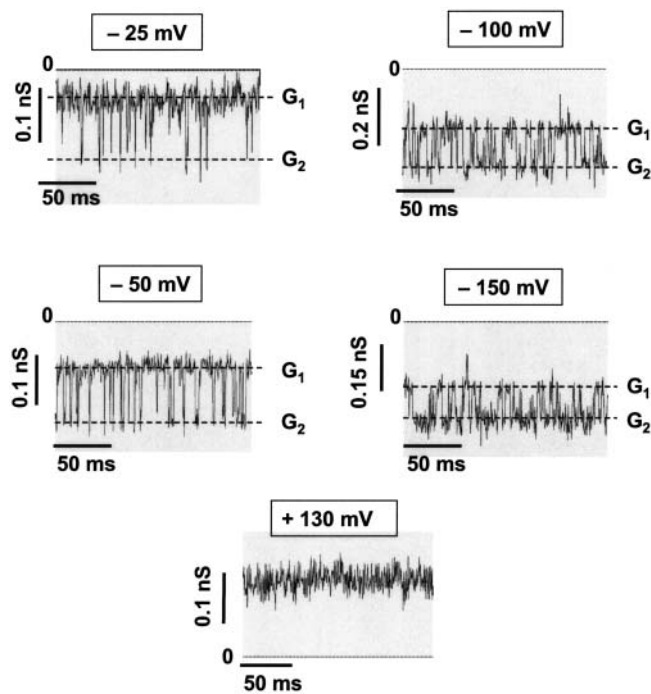 – 25 mV
0
0.1 nS
G1
G2
50 ms
– 100 mV
0
0.2 nS
G1
G2
50 ms
– 50 mV
0
0.1 nS
G1
G2
50 ms
– 150 mV
0
0.15 nS
G1
G2
50 ms
+ 130 mV
0.1 nS
0
50 ms